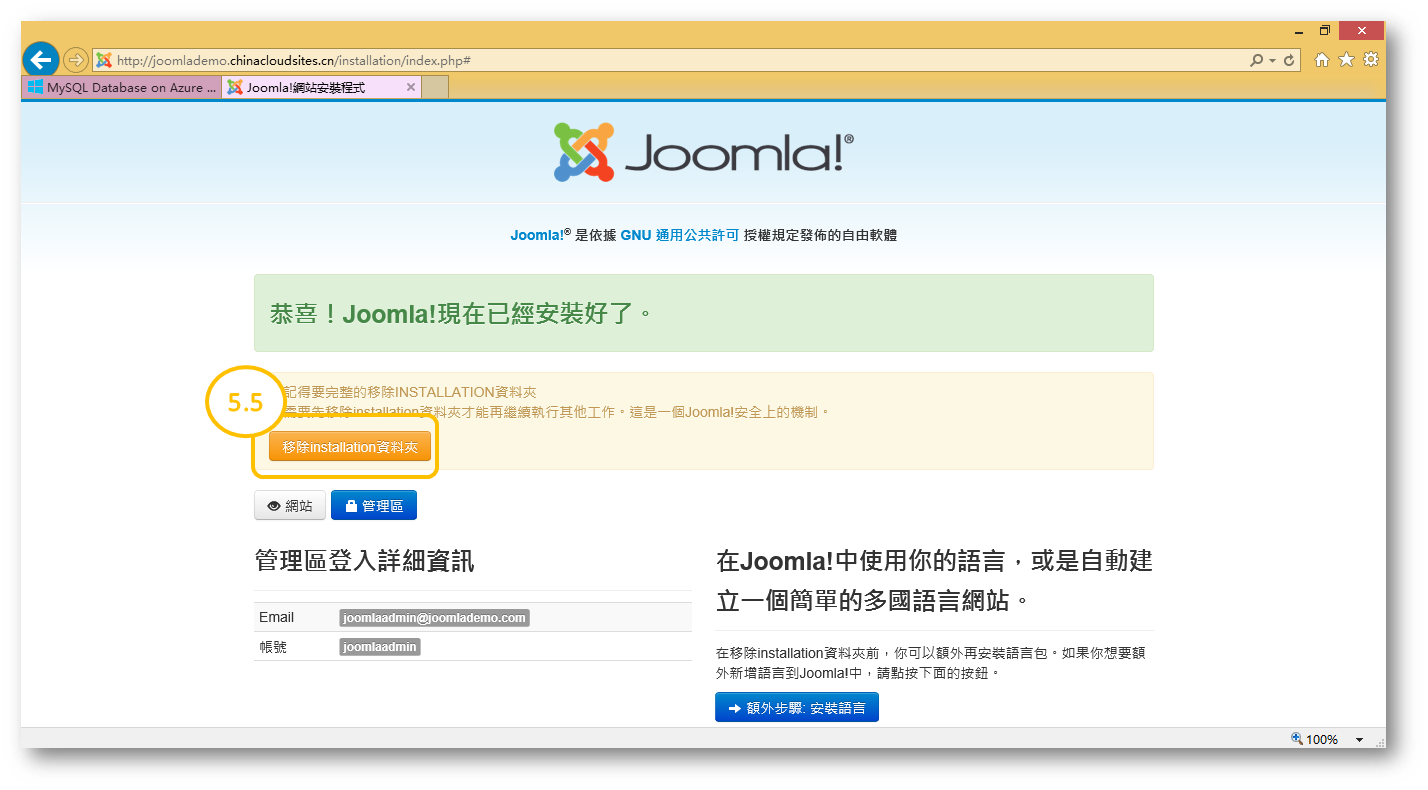 http://joomlademo.chinacloudsites.cn/installation/index.php#
MySQL Database on Azure ...
Joomla!網站安裝程式
Joomla!®
Joomla!® 是依據 GNU 通用公共許可 授權規定發佈的自由軟體
恭喜！Joomla!現在已經安裝好了。
5.5
記得要完整的移除INSTALLATION資料夾
需要先移除installation資料夾才能再繼續執行其他工作。這是一個Joomla!安全上的機制。
移除installation資料夾
網站
管理區
管理區登入詳細資訊
Email joomlaadmin@joomlademo.com
帳號 joomlaadmin
在Joomla!中使用你的語言，或是自動建
立一個簡單的多國語言網站。
在移除installation資料夾前，你可以額外再安裝語言包。如果你想要額
外新增語言到Joomla!中，請點按下面的按鈕。
額外步驟: 安裝語言
100%